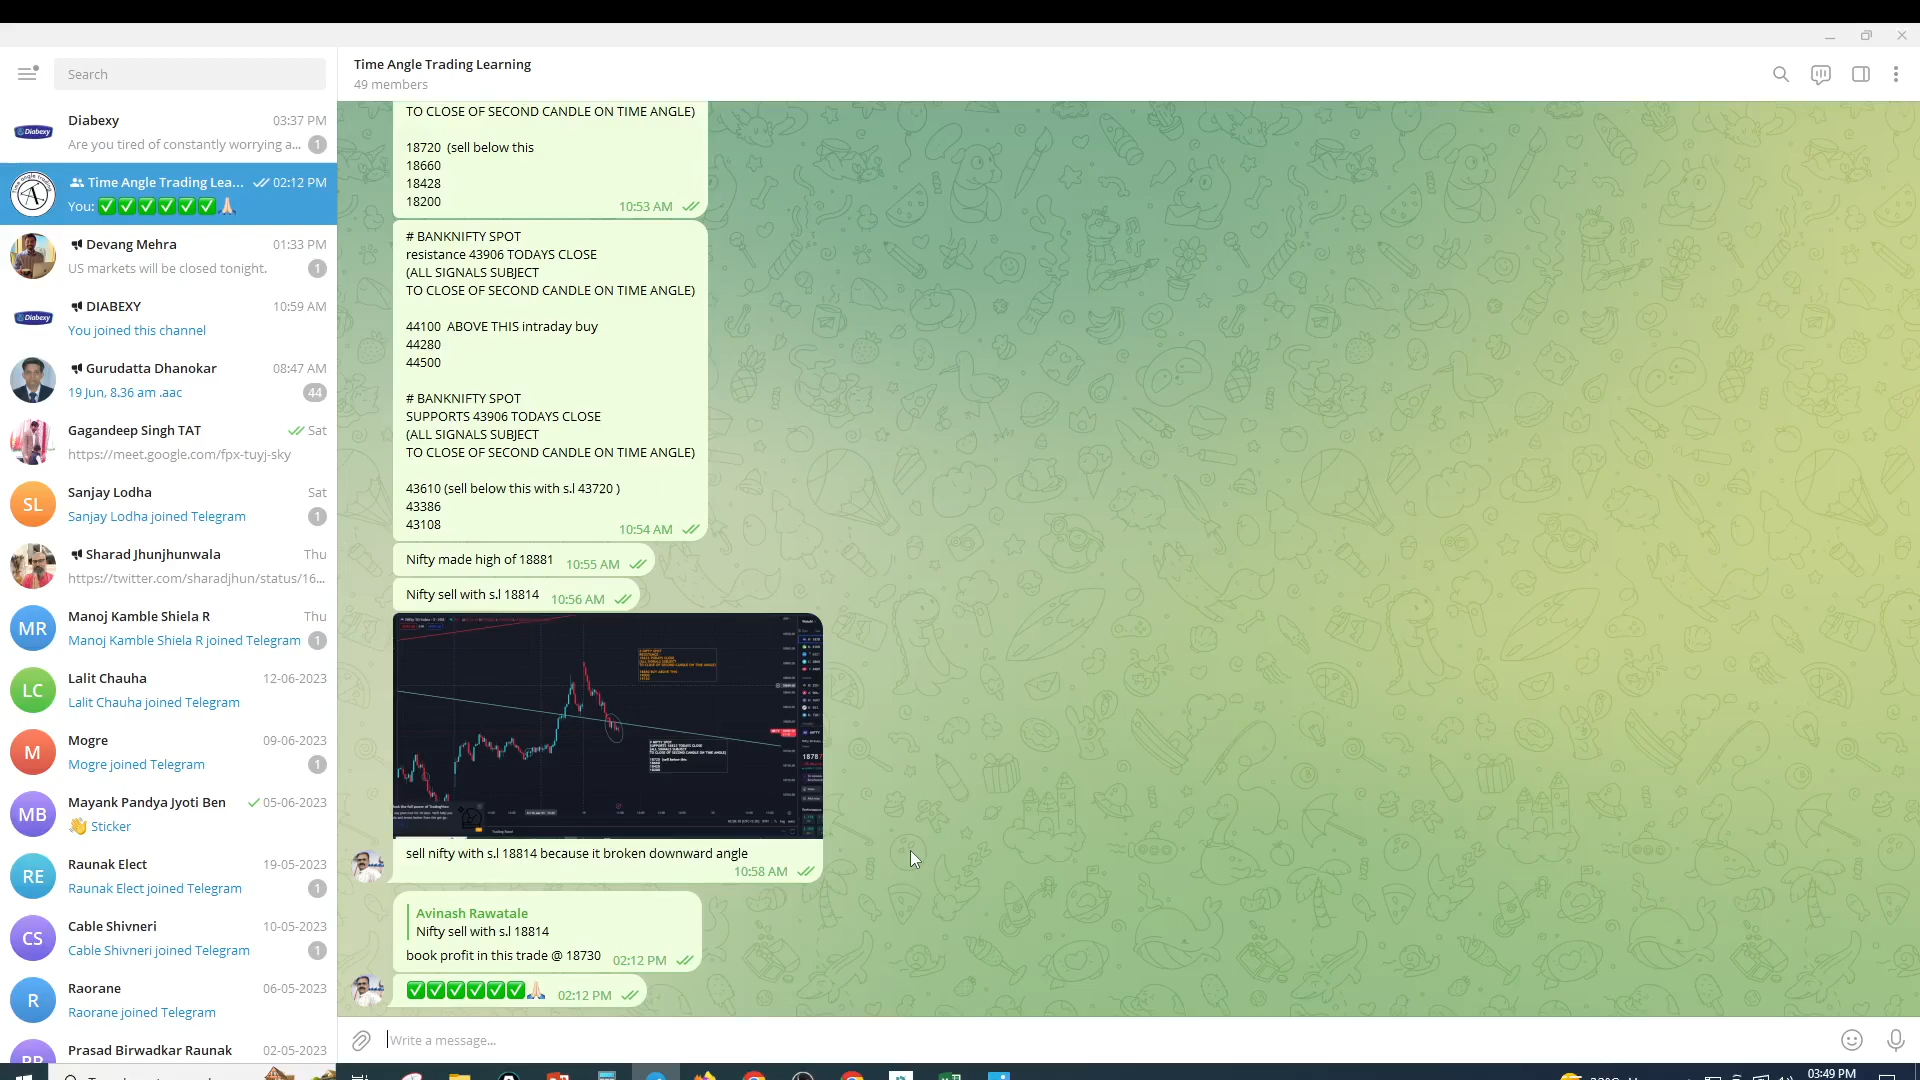 Search
Diabexy
03:37 PM
Are you tired of constantly worrying a...
1
Time Angle Trading Lea...
02:12 PM
You: ✅✅✅✅✅✅🙏🏻
Devang Mehra
01:33 PM
US markets will be closed tonight.
1
DIABEXY
10:59 AM
You joined this channel
Gurudatta Dhanokar
08:47 AM
19 Jun, 8.36 am .aac
44
Gagandeep Singh TAT
Sat
https://meet.google.com/fpx-tuyj-sky
SL
Sanjay Lodha
Sat
Sanjay Lodha joined Telegram
1
Sharad Jhunjhunwala
Thu
https://twitter.com/sharadjhun/status/16...
MR
Manoj Kamble Shiela R
Thu
Manoj Kamble Shiela R joined Telegram
1
LC
Lalit Chauha
12-06-2023
Lalit Chauha joined Telegram
M
Mogre
09-06-2023
Mogre joined Telegram
1
MB
Mayank Pandya Jyoti Ben
05-06-2023
👋 Sticker
RE
Raunak Elect
19-05-2023
Raunak Elect joined Telegram
1
CS
Cable Shivneri
10-05-2023
Cable Shivneri joined Telegram
1
R
Raorane
06-05-2023
Raorane joined Telegram
Prasad Birwadkar Raunak
02-05-2023
Time Angle Trading Learning
49 members
TO CLOSE OF SECOND CANDLE ON TIME ANGLE)
18720 (sell below this
18660
18428
18200
10:53 AM
# BANKNIFTY SPOT
resistance 43906 TODAYS CLOSE
(ALL SIGNALS SUBJECT
TO CLOSE OF SECOND CANDLE ON TIME ANGLE)
44100 ABOVE THIS intraday buy
44280
44500
# BANKNIFTY SPOT
SUPPORTS 43906 TODAYS CLOSE
(ALL SIGNALS SUBJECT
TO CLOSE OF SECOND CANDLE ON TIME ANGLE)
43610 (sell below this with s.l 43720 )
43386
43108
10:54 AM
Nifty made high of 18881
10:55 AM
Nifty sell with s.l 18814
10:56 AM
sell nifty with s.l 18814 because it broken downward angle
10:58 AM
Avinash Rawatale
Nifty sell with s.l 18814
book profit in this trade @ 18730
02:12 PM
✅✅✅✅✅✅🙏🏻
02:12 PM
Write a message...
03:49 PM